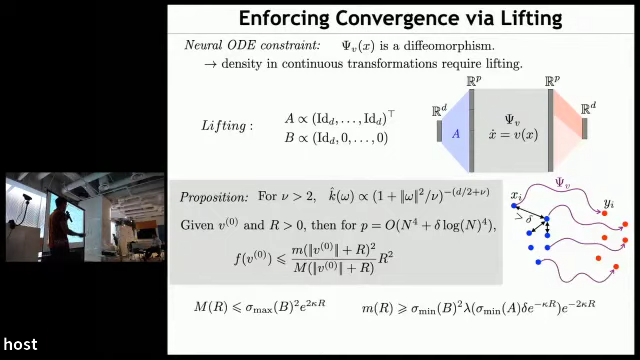 Enforcing Convergence via Lifting
Neural ODE constraint: Ψ_v(x) is a diffeomorphism.
→ density in continuous transformations require lifting.
Lifting : A ∝ (Id_d, …, Id_d)^⊤
B ∝ (Id_d, 0, …, 0)
ℝ^d ℝ^p ℝ^p ℝ^d
A Ψ_v
ẋ = v(x)
Proposition: For ν > 2, k̂(ω) ∝ (1 + ‖ω‖²/ν)^{-(d/2+ν)}
Given v^{(0)} and R > 0, then for p = O(N⁴ + δ log(N)⁴),
f(v^{(0)}) ⩽ m(‖v^{(0)}‖ + R)² / M(‖v^{(0)}‖ + R) R²
M(R) ⩽ σ_max(B)² e^{2κR} m(R) ⩾ σ_min(B)² λ(σ_min(A)δe^{-κR})e^{-2κR}
Ψ_v
x_i y_i
> δ
host